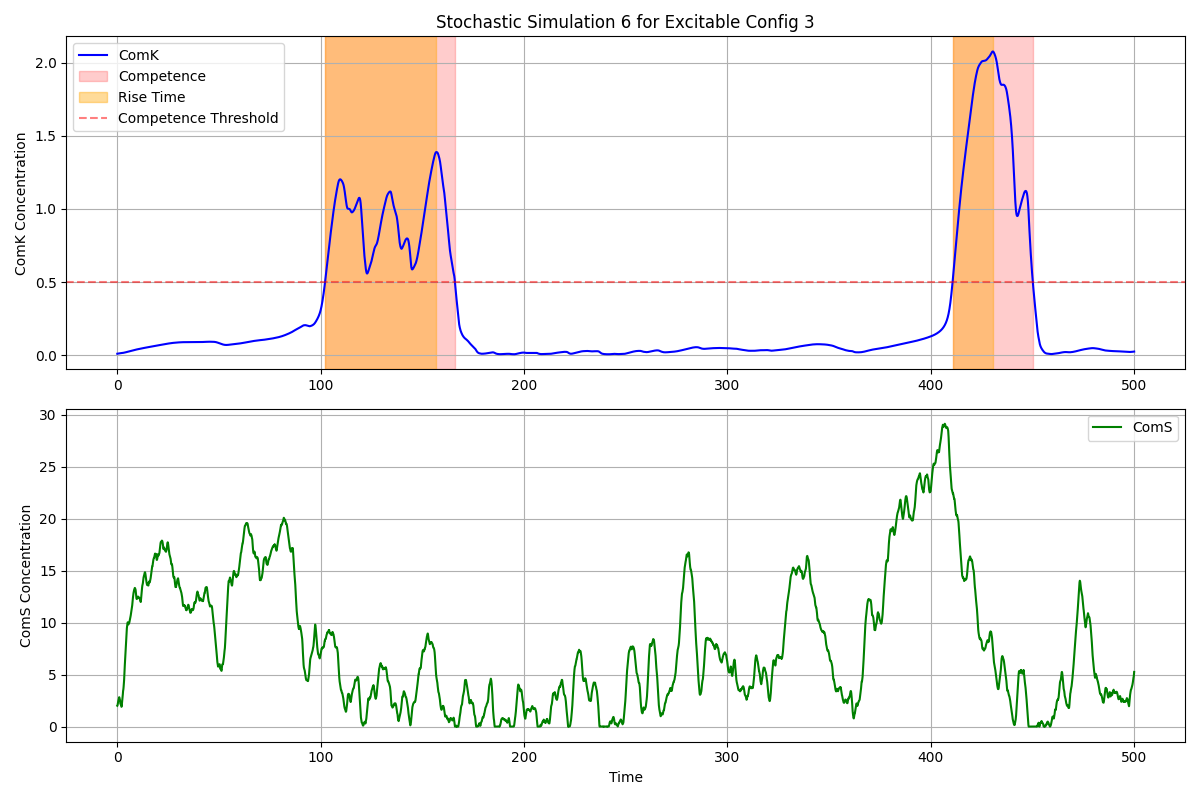 Stochastic Simulation 6 for Excitable Config 3
ComK
Competence
Rise Time
Competence Threshold
ComK Concentration
2.0
1.5
1.0
0.5
0.0
0 100 200 300 400 500
ComS
ComS Concentration
30
25
20
15
10
5
0
0 100 200 300 400 500
Time